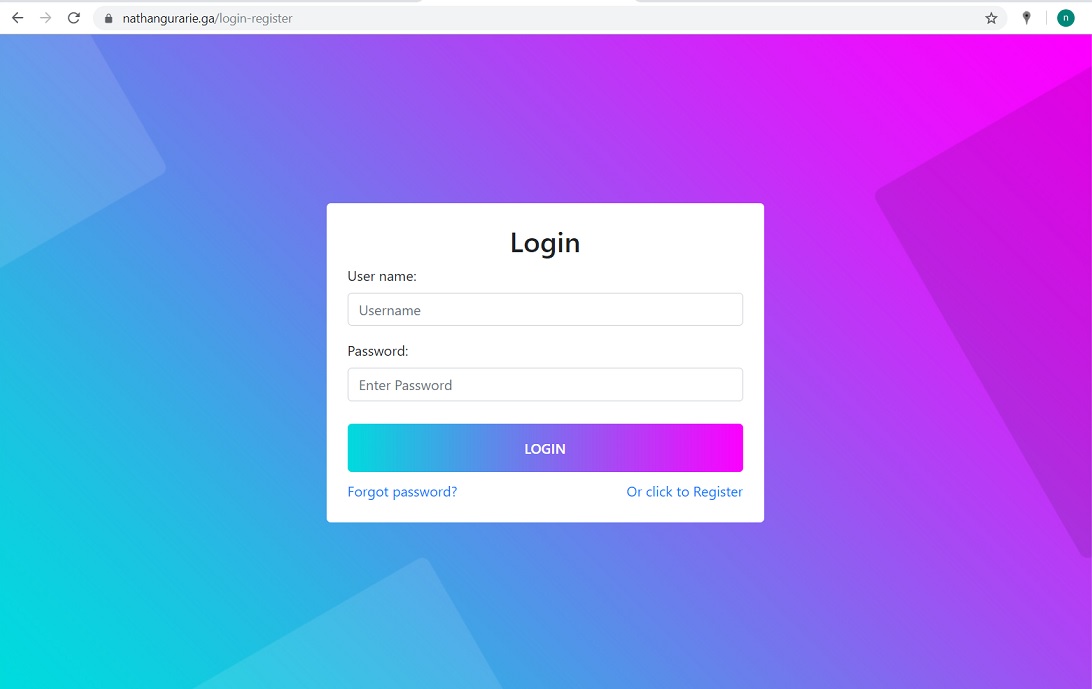 nathangurarie.ga/login-register
n
Login
User name:
Username
Password:
Enter Password
LOGIN
Forgot password? Or click to Register